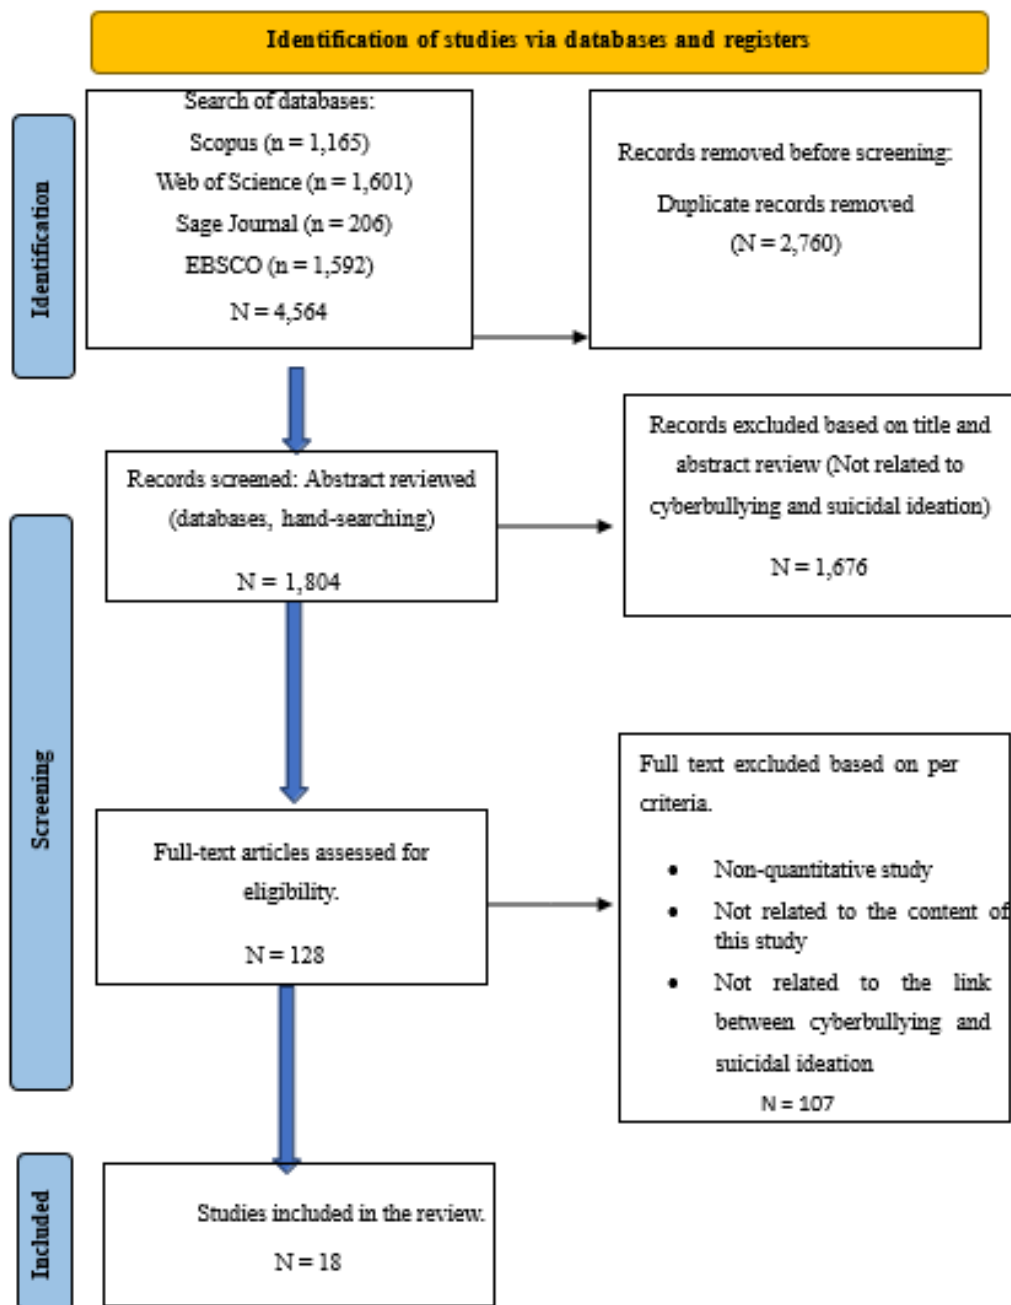 Identification of studies via databases and registers
Identification
Search of databases:
Scopus (n = 1,165)
Web of Science (n = 1,601)
Sage Journal (n = 206)
EBSCO (n = 1,592)
N = 4,564
Records removed before screening:
Duplicate records removed
(N = 2,760)
Screening
Records screened: Abstract reviewed
(databases, hand-searching)
N = 1,804
Records excluded based on title and
abstract review (Not related to
cyberbullying and suicidal ideation)
N = 1,676
Full-text articles assessed for
eligibility.
N = 128
Full text excluded based on per
criteria.
• Non-quantitative study
• Not related to the content of
this study
• Not related to the link
between cyberbullying and
suicidal ideation
N = 107
Included
Studies included in the review.
N = 18